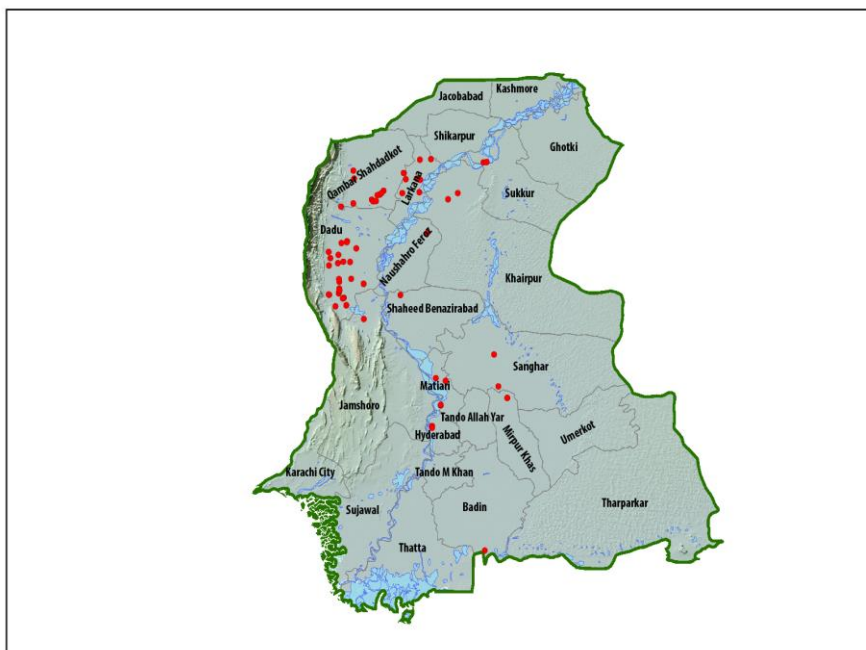 Kashmore
Jacobabad
Shikarpur
Ghotki
Qambar Shahdadkot
Larkana
Sukkur
Dadu
Naushahro Feroz
Khairpur
Shaheed Benazirabad
Sanghar
Matiari
Jamshoro
Tando Allah Yar
Umerkot
Hyderabad
Mirpur Khas
Karachi City
Tando M Khan
Tharparkar
Sujawal
Badin
Thatta